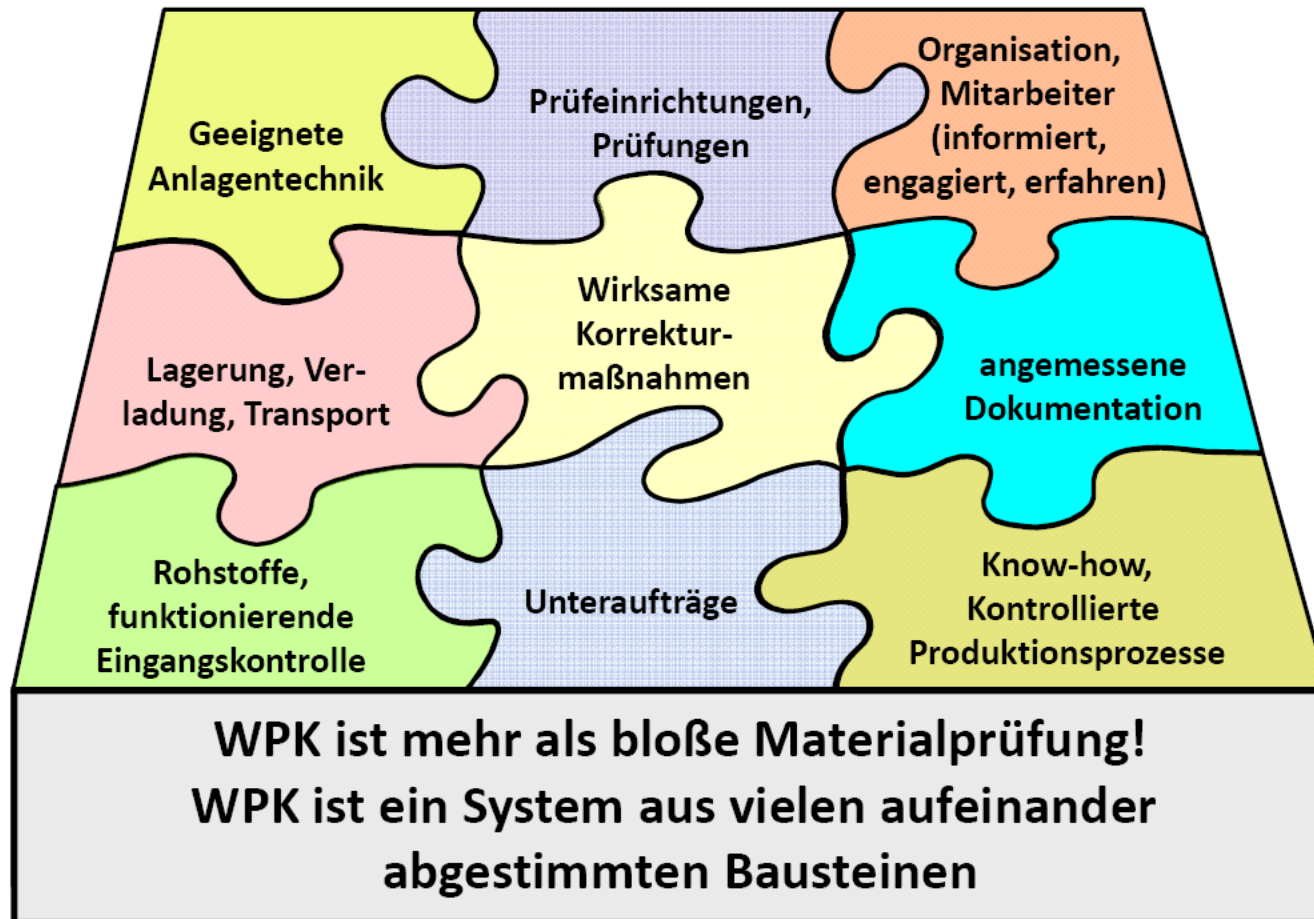 Geeignete
Anlagentechnik
Prüfeinrichtungen,
Prüfungen
Organisation,
Mitarbeiter
(informiert,
engagiert, erfahren)
Lagerung, Ver-
ladung, Transport
Wirksame
Korrektur-
maßnahmen
angemessene
Dokumentation
Rohstoffe,
funktionierende
Eingangskontrolle
Unteraufträge
Know-how,
Kontrollierte
Produktionsprozesse
WPK ist mehr als bloße Materialprüfung!
WPK ist ein System aus vielen aufeinander
abgestimmten Bausteinen